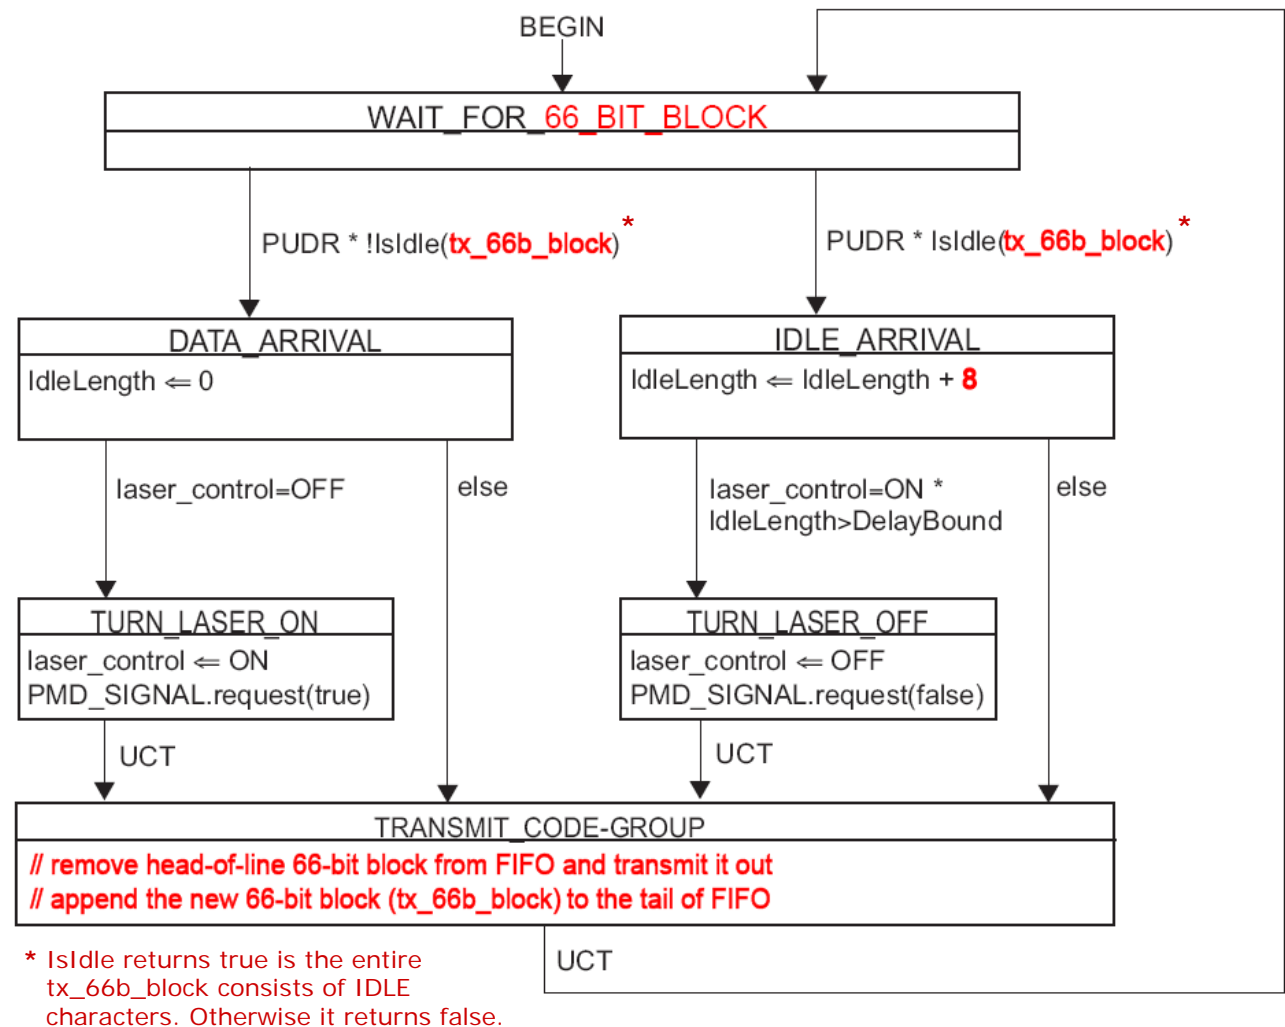 BEGIN
WAIT_FOR_66_BIT_BLOCK
PUDR * !IsIdle(tx_66b_block)*
PUDR * IsIdle(tx_66b_block)*
DATA_ARRIVAL
IdleLength ⇐ 0
IDLE_ARRIVAL
IdleLength ⇐ IdleLength + 8
laser_control=OFF
else
laser_control=ON *
IdleLength>DelayBound
else
TURN_LASER_ON
laser_control ⇐ ON
PMD_SIGNAL.request(true)
TURN_LASER_OFF
laser_control ⇐ OFF
PMD_SIGNAL.request(false)
UCT
UCT
TRANSMIT_CODE-GROUP
// remove head-of-line 66-bit block from FIFO and transmit it out
// append the new 66-bit block (tx_66b_block) to the tail of FIFO
UCT
* IsIdle returns true is the entire
tx_66b_block consists of IDLE
characters. Otherwise it returns false.